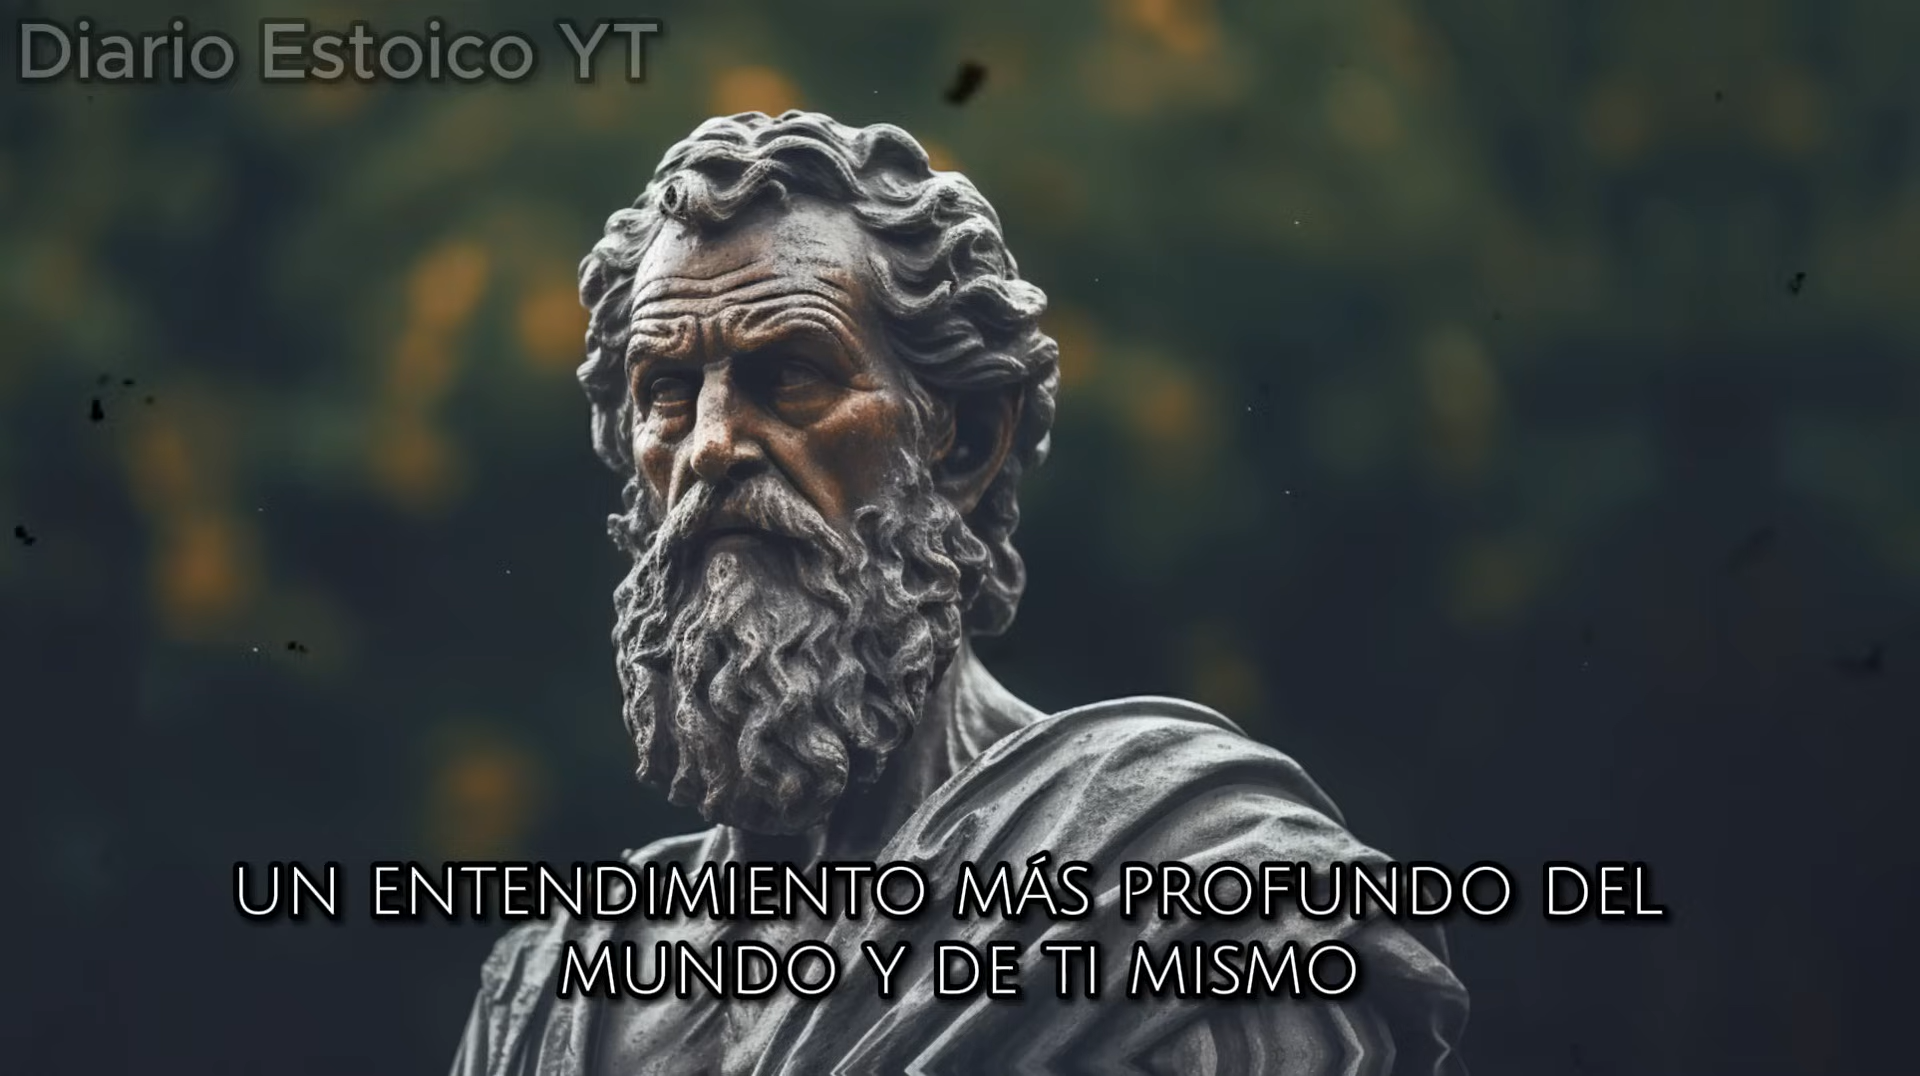 Diario Estoico YT
UN ENTENDIMIENTO MÁS PROFUNDO DEL
MUNDO Y DE TI MISMO